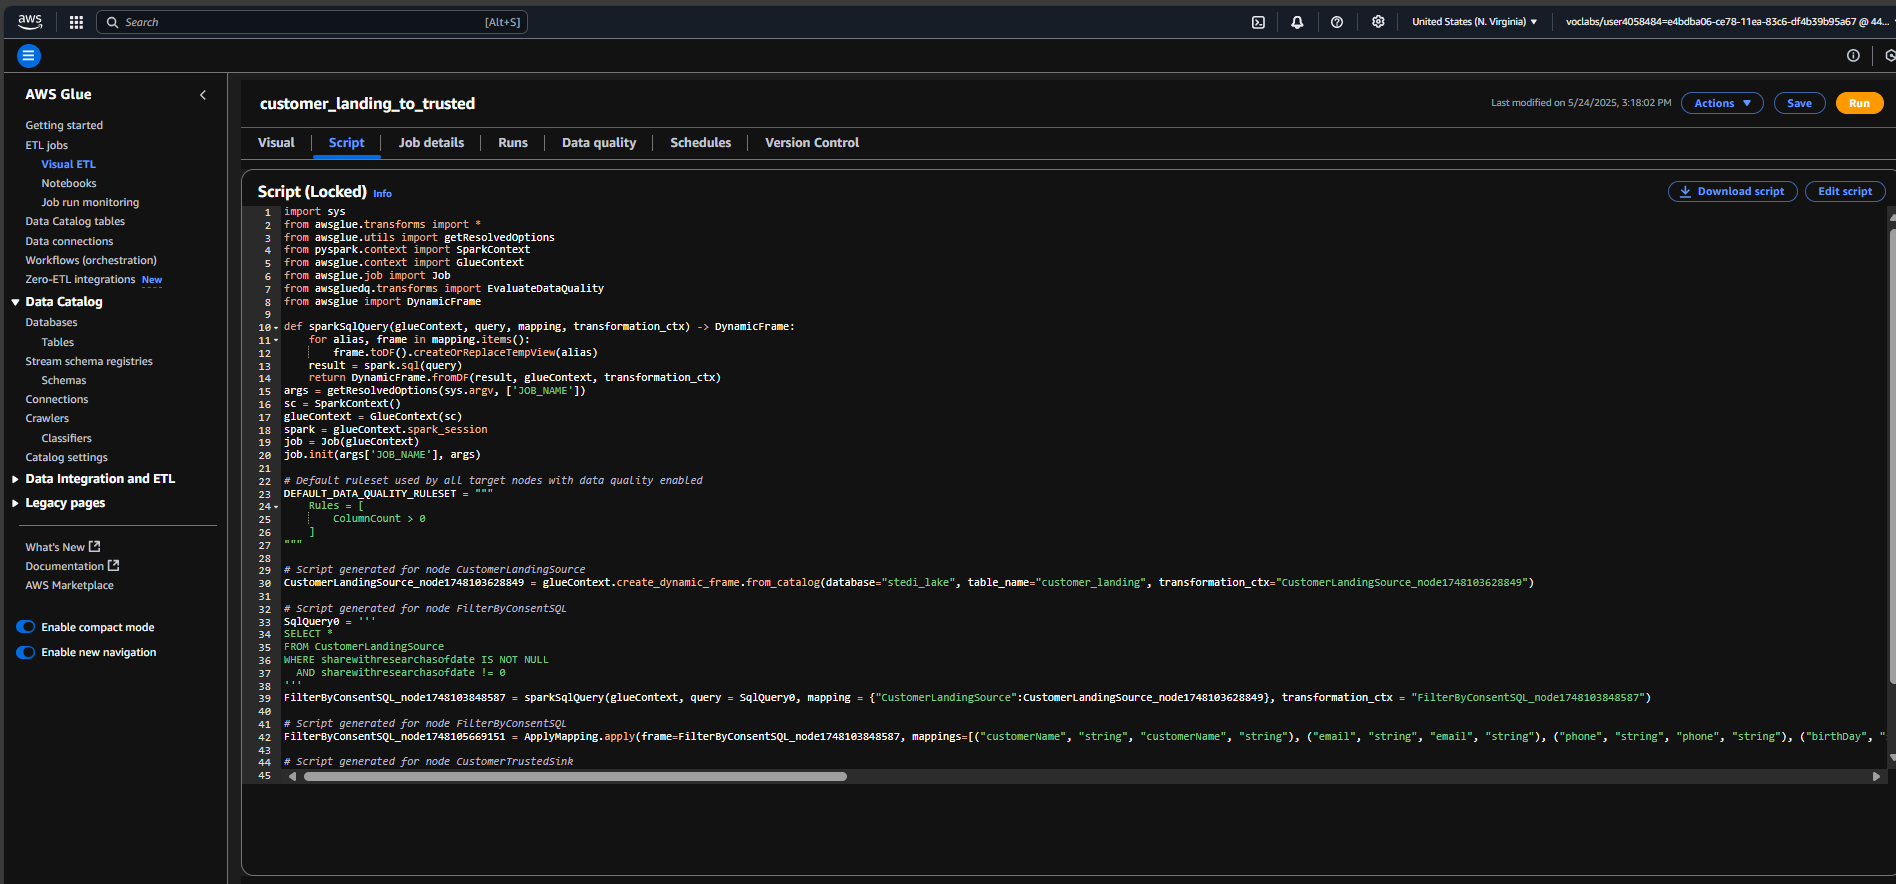 aws
Search [Alt+S]
United States (N. Virginia) ▼
voclabs/user4058484=e4bdba06-ce78-11ea-83c6-df4b39b95a67 @ 44...
AWS Glue
Getting started
ETL jobs
Visual ETL
Notebooks
Job run monitoring
Data Catalog tables
Data connections
Workflows (orchestration)
Zero-ETL integrations New
Data Catalog
Databases
Tables
Stream schema registries
Schemas
Connections
Crawlers
Classifiers
Catalog settings
Data Integration and ETL
Legacy pages
What's New
Documentation
AWS Marketplace
Enable compact mode
Enable new navigation
customer_landing_to_trusted
Last modified on 5/24/2025, 3:18:02 PM
Actions ▼
Save
Run
Visual
Script
Job details
Runs
Data quality
Schedules
Version Control
Script (Locked) Info
Download script
Edit script
1 import sys
2 from awsglue.transforms import *
3 from awsglue.utils import getResolvedOptions
4 from pyspark.context import SparkContext
5 from awsglue.context import GlueContext
6 from awsglue.job import Job
7 from awsgluedq.transforms import EvaluateDataQuality
8 from awsglue import DynamicFrame
9
10 def sparkSqlQuery(glueContext, query, mapping, transformation_ctx) -> DynamicFrame:
11     for alias, frame in mapping.items():
12         frame.toDF().createOrReplaceTempView(alias)
13     result = spark.sql(query)
14     return DynamicFrame.fromDF(result, glueContext, transformation_ctx)
15 args = getResolvedOptions(sys.argv, ['JOB_NAME'])
16 sc = SparkContext()
17 glueContext = GlueContext(sc)
18 spark = glueContext.spark_session
19 job = Job(glueContext)
20 job.init(args['JOB_NAME'], args)
21
22 # Default ruleset used by all target nodes with data quality enabled
23 DEFAULT_DATA_QUALITY_RULESET = """
24     Rules = [
25         ColumnCount > 0
26     ]
27 """
28
29 # Script generated for node CustomerLandingSource
30 CustomerLandingSource_node1748103628849 = glueContext.create_dynamic_frame.from_catalog(database="stedi_lake", table_name="customer_landing", transformation_ctx="CustomerLandingSource_node1748103628849")
31
32 # Script generated for node FilterByConsentSQL
33 SqlQuery0 = '''
34 SELECT *
35 FROM CustomerLandingSource
36 WHERE sharewithresearchasofdate IS NOT NULL
37   AND sharewithresearchasofdate != 0
38 '''
39 FilterByConsentSQL_node1748103848587 = sparkSqlQuery(glueContext, query = SqlQuery0, mapping = {"CustomerLandingSource":CustomerLandingSource_node1748103628849}, transformation_ctx = "FilterByConsentSQL_node1748103848587")
40
41 # Script generated for node FilterByConsentSQL
42 FilterByConsentSQL_node1748105669151 = ApplyMapping.apply(frame=FilterByConsentSQL_node1748103848587, mappings=[("customerName", "string", "customerName", "string"), ("email", "string", "email", "string"), ("phone", "string", "phone", "string"), ("birthDay", "
43
44 # Script generated for node CustomerTrustedSink
45